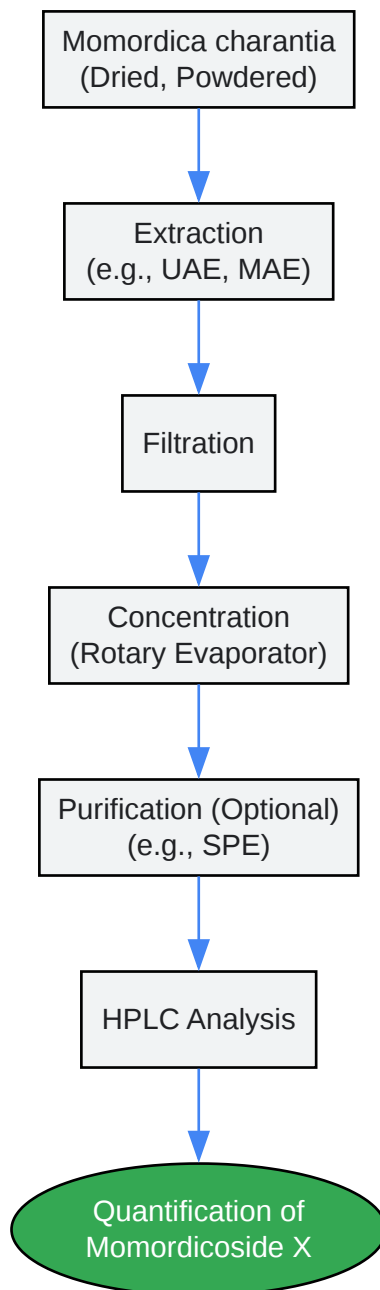 Momordica charantia
(Dried, Powdered)
Extraction
(e.g., UAE, MAE)
Filtration
Concentration
(Rotary Evaporator)
Purification (Optional)
(e.g., SPE)
HPLC Analysis
Quantification of
Momordicoside X